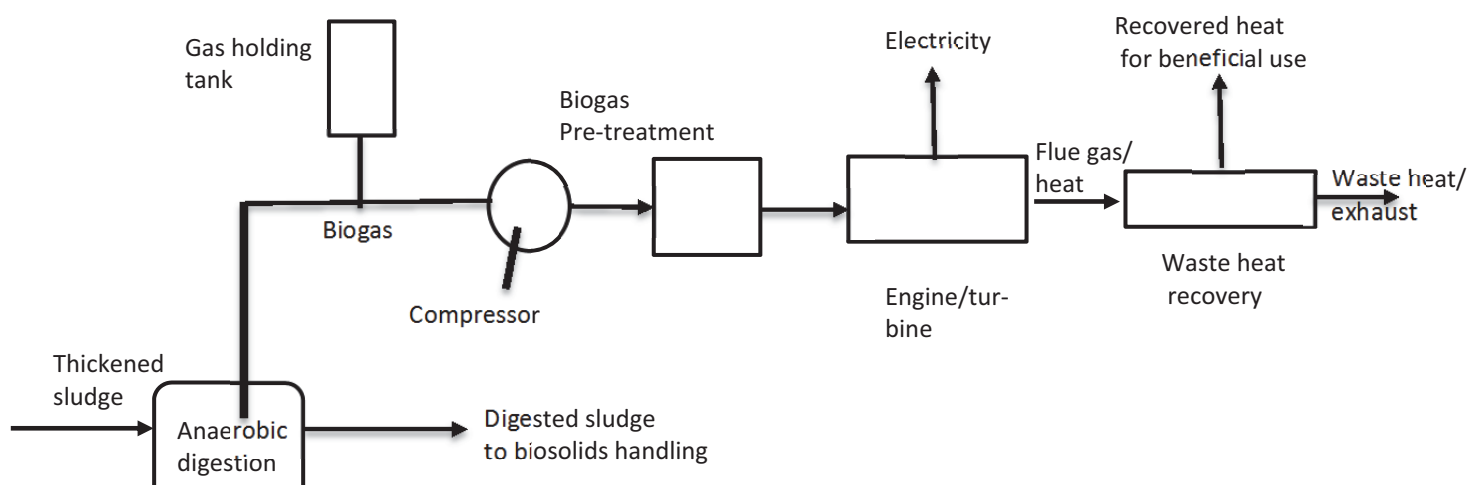 Gas holding
tank
Biogas
Compressor
Biogas
Pre-treatment
Electricity
Engine/tur-
bine
Flue gas/
heat
Recovered heat
for beneficial use
Waste heat/
exhaust
Waste heat
recovery
Thickened
sludge
Anaerobic
digestion
Digested sludge
to biosolids handling